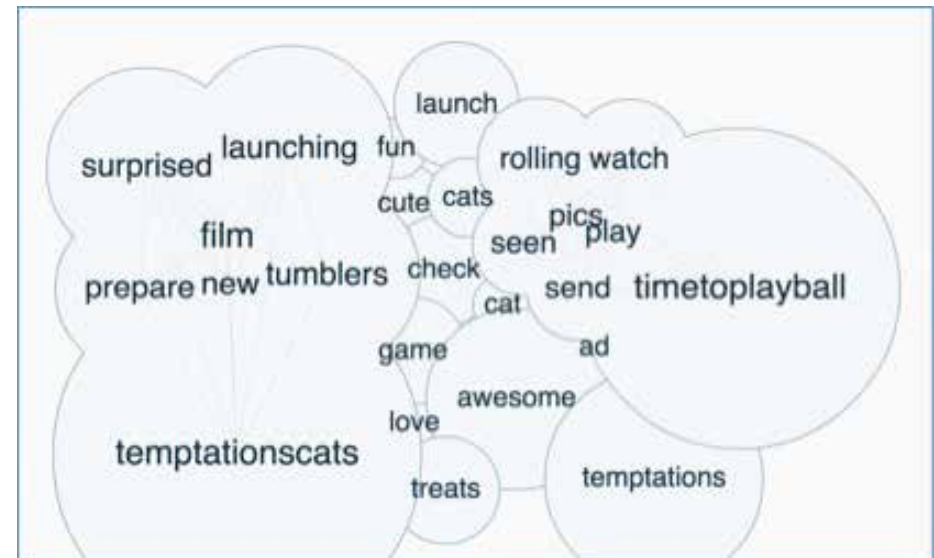 launch
surprised launching fun rolling watch
cute cats
film pics
seen play
prepare new tumblers check send timetoplayball
cat
game ad
love awesome
temptationscats
treats temptations